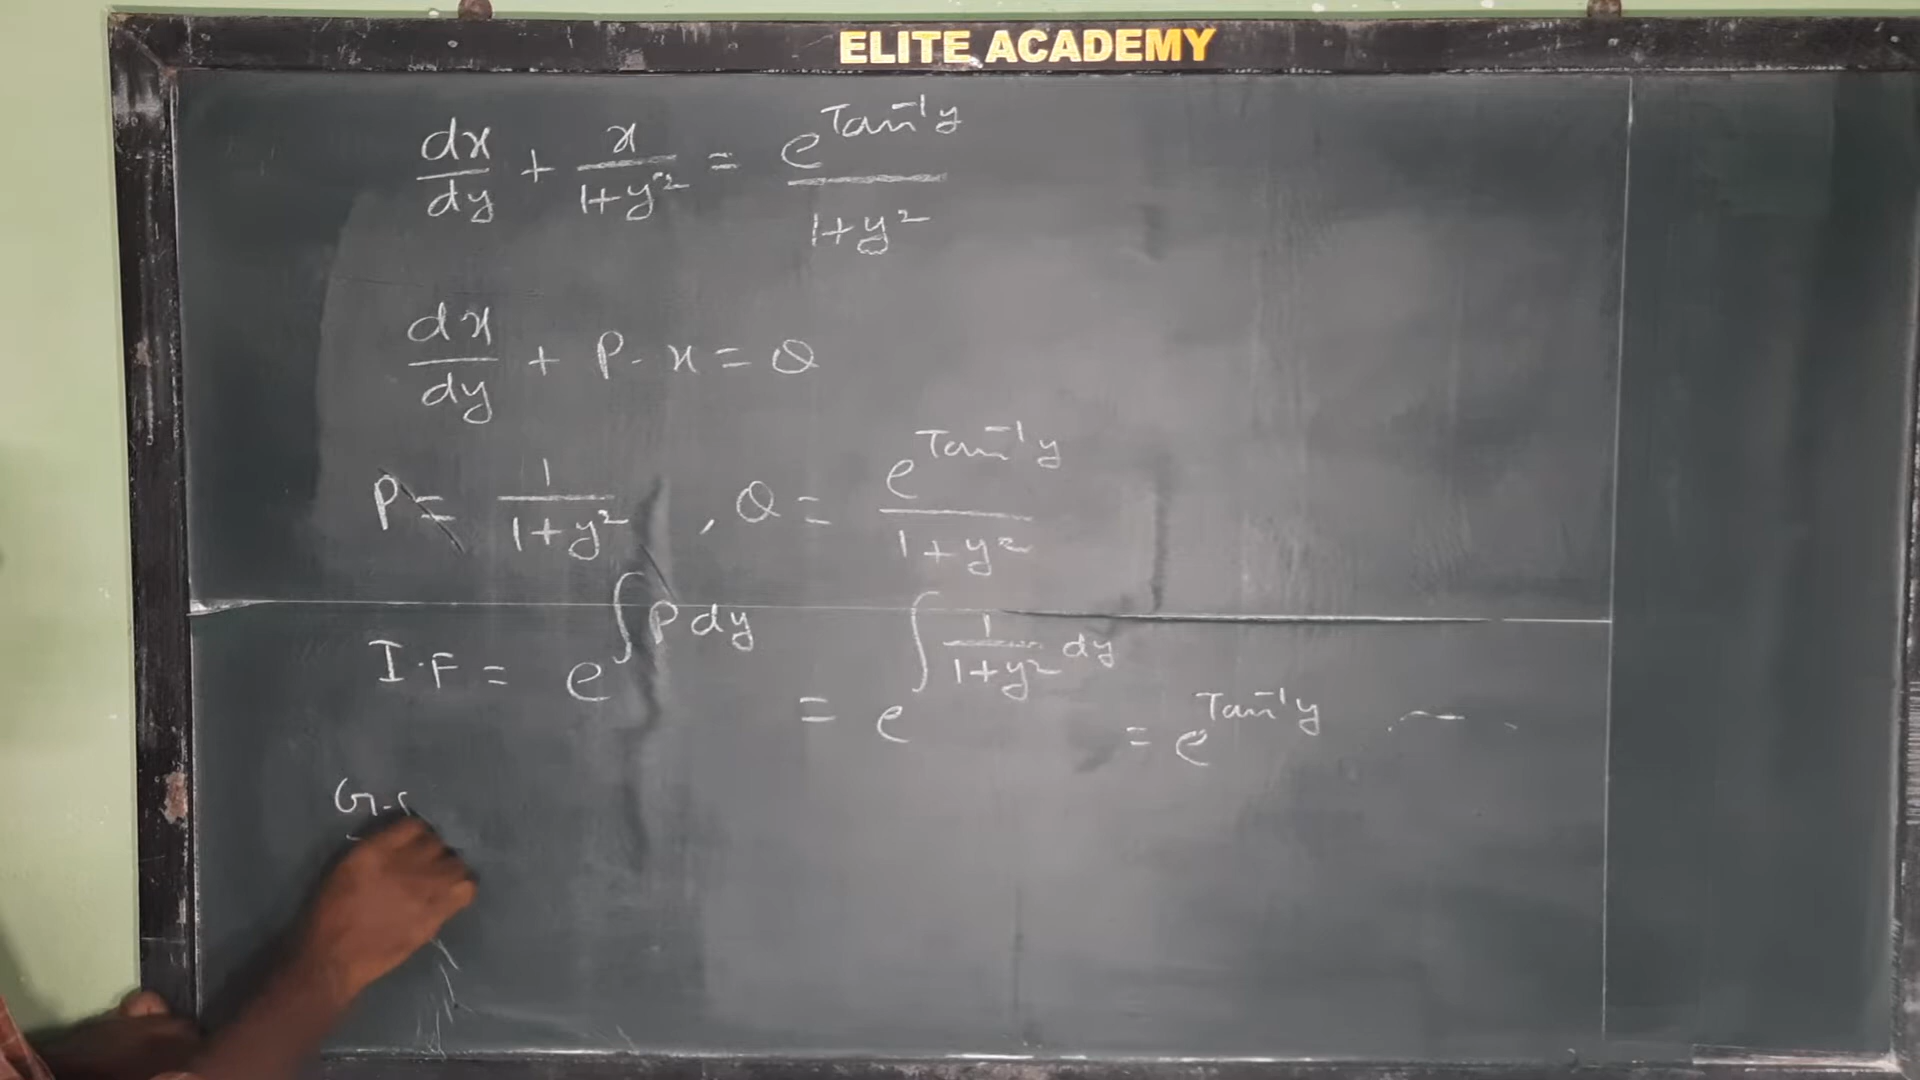 ELITE ACADEMY
dx/dy + x/(1+y²) = e^(Tan⁻¹y)/(1+y²)
dx/dy + P·x = Q
P = 1/(1+y²), Q = e^(Tan⁻¹y)/(1+y²)
I.F = e^(∫P dy) = e^(∫1/(1+y²) dy) = e^(Tan⁻¹y)
G.S